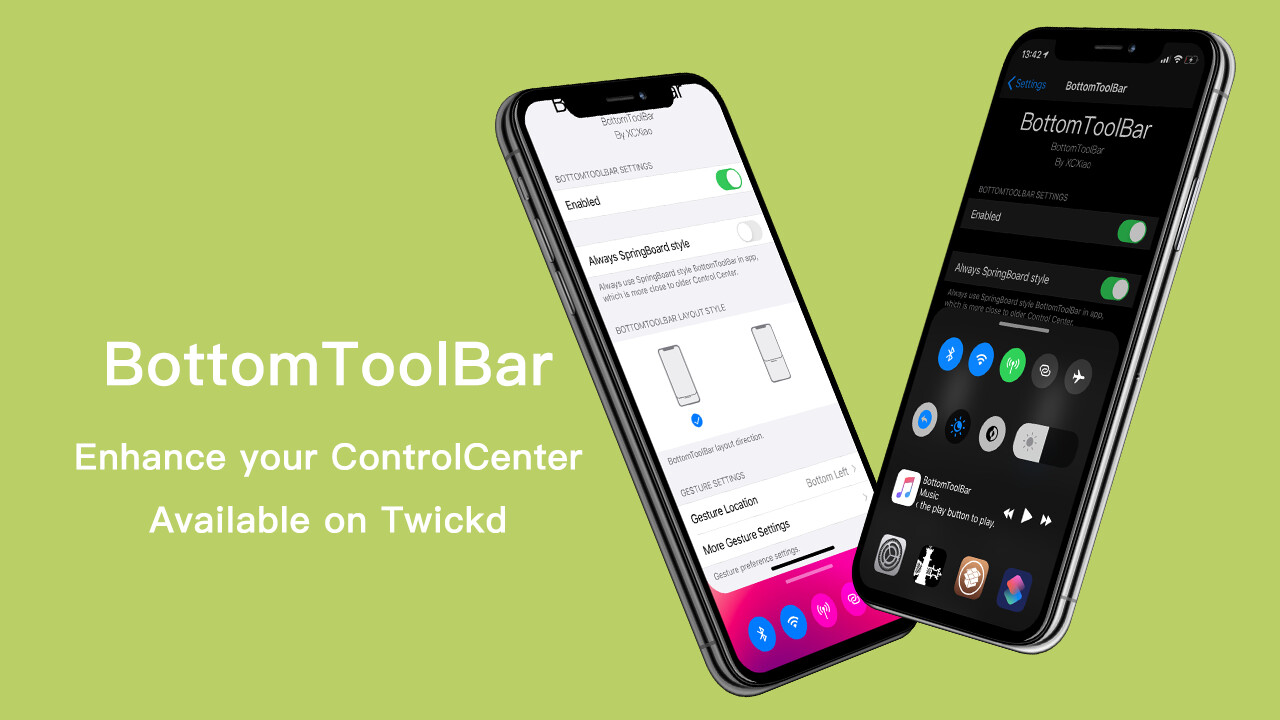 BottomToolBar
Enhance your ControlCenter
Available on Twickd
BottomToolBar
By XCXiao
BOTTOMTOOLBAR SETTINGS
Enabled
Always SpringBoard style
Always use SpringBoard style BottomToolBar in app,
which is more close to older Control Center.
BOTTOMTOOLBAR LAYOUT STYLE
BottomToolBar layout direction.
GESTURE SETTINGS
Gesture Location
Bottom Left
More Gesture Settings
Gesture preference settings.
13:42
Settings
BottomToolBar
BottomToolBar
BottomToolBar
By XCXiao
BOTTOMTOOLBAR SETTINGS
Enabled
Always SpringBoard style
Always use SpringBoard style BottomToolBar in app,
which is more close to older Control Center.
BottomToolBar
Music
the play button to play.